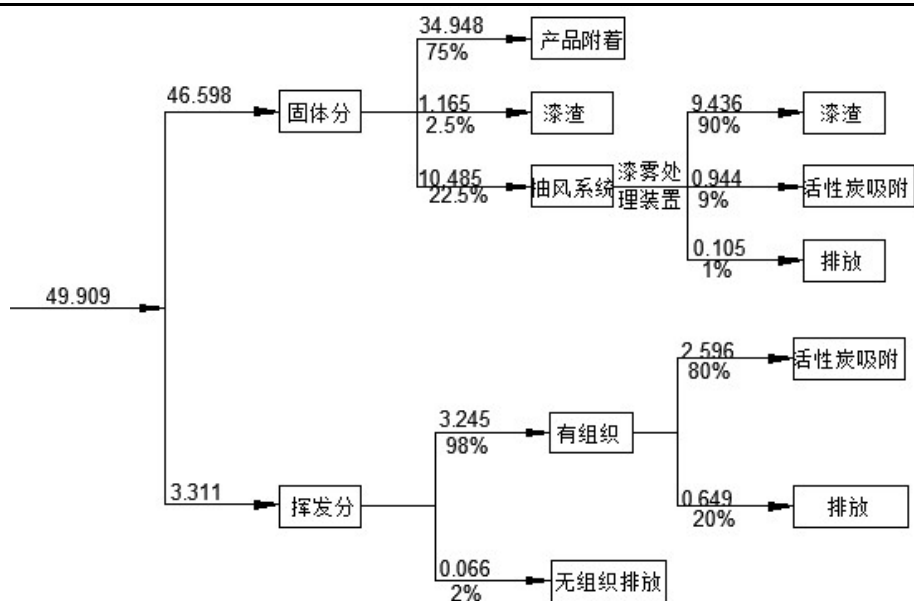 34.948
75%
产品附着
46.598
固体分
1.165
2.5%
漆渣
9.436
90%
漆渣
10.485
22.5%
抽风系统
漆雾处
理装置
0.944
9%
活性炭吸附
0.105
1%
排放
49.909
2.596
80%
活性炭吸附
3.245
98%
有组织
3.311
挥发分
0.649
20%
排放
0.066
2%
无组织排放